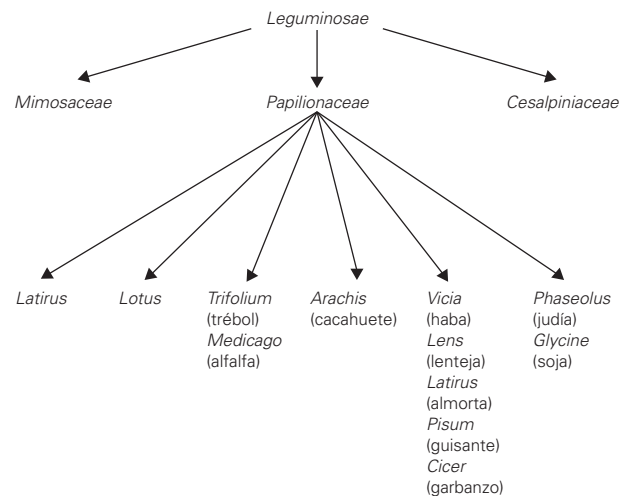 Leguminosae
Mimosaceae
Papilionaceae
Cesalpiniaceae
Latirus
Lotus
Trifolium
(trébol)
Medicago
(alfalfa)
Arachis
(cacahuete)
Vicia
(haba)
Lens
(lenteja)
Latirus
(almorta)
Pisum
(guisante)
Cicer
(garbanzo)
Phaseolus
(judía)
Glycine
(soja)